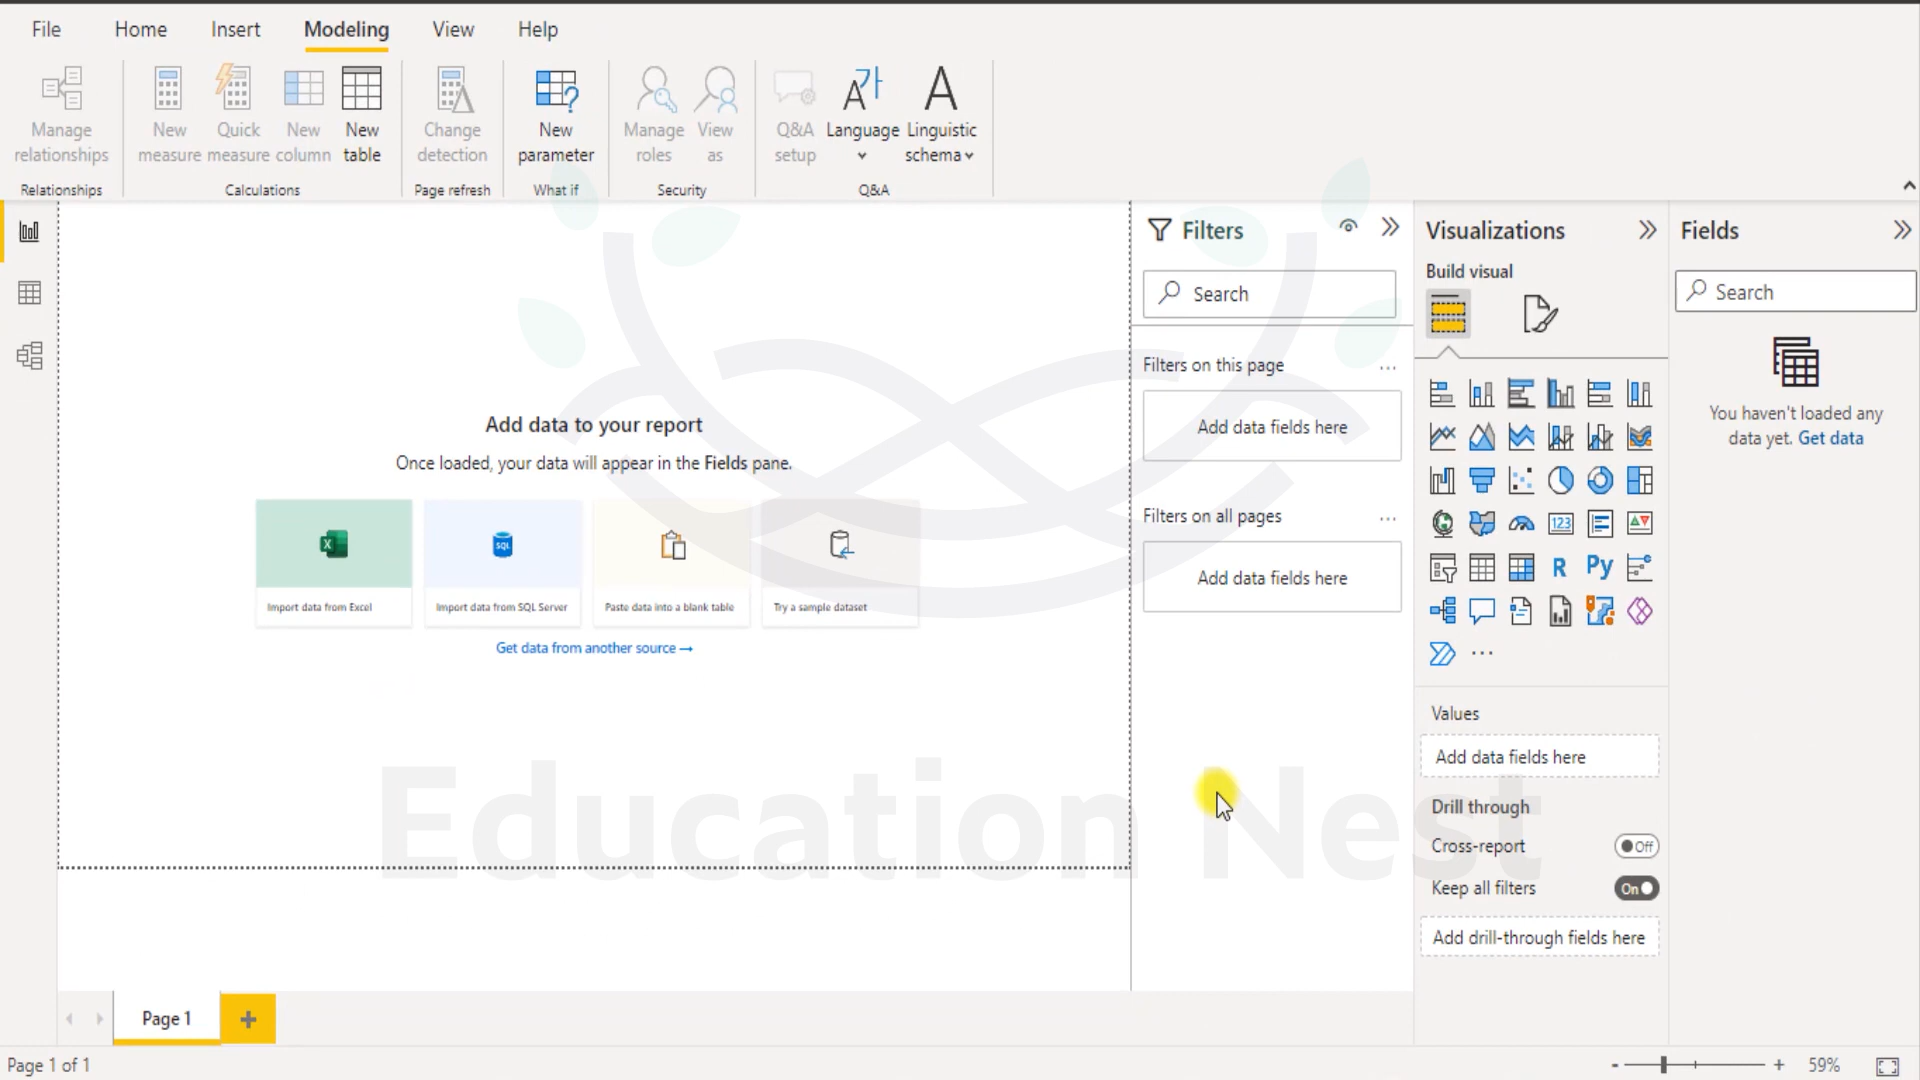 File Home Insert Modeling View Help
Manage relationships
New measure
Quick measure
New column
New table
Change detection
New parameter
Manage roles
View as
Q&A setup
Language
Linguistic schema
Relationships
Calculations
Page refresh
What if
Security
Q&A
Filters
Search
Filters on this page
...
Add data fields here
Filters on all pages
...
Add data fields here
Visualizations
Build visual
123
R
Py
...
Values
Add data fields here
Drill through
Cross-report
Off
Keep all filters
On
Add drill-through fields here
Fields
Search
You haven't loaded any
data yet. Get data
Add data to your report
Once loaded, your data will appear in the Fields pane.
X
SQL
Import data from Excel
Import data from SQL Server
Paste data into a blank table
Try a sample dataset
Get data from another source →
Education Nest
Page 1
+
Page 1 of 1
- + 59%